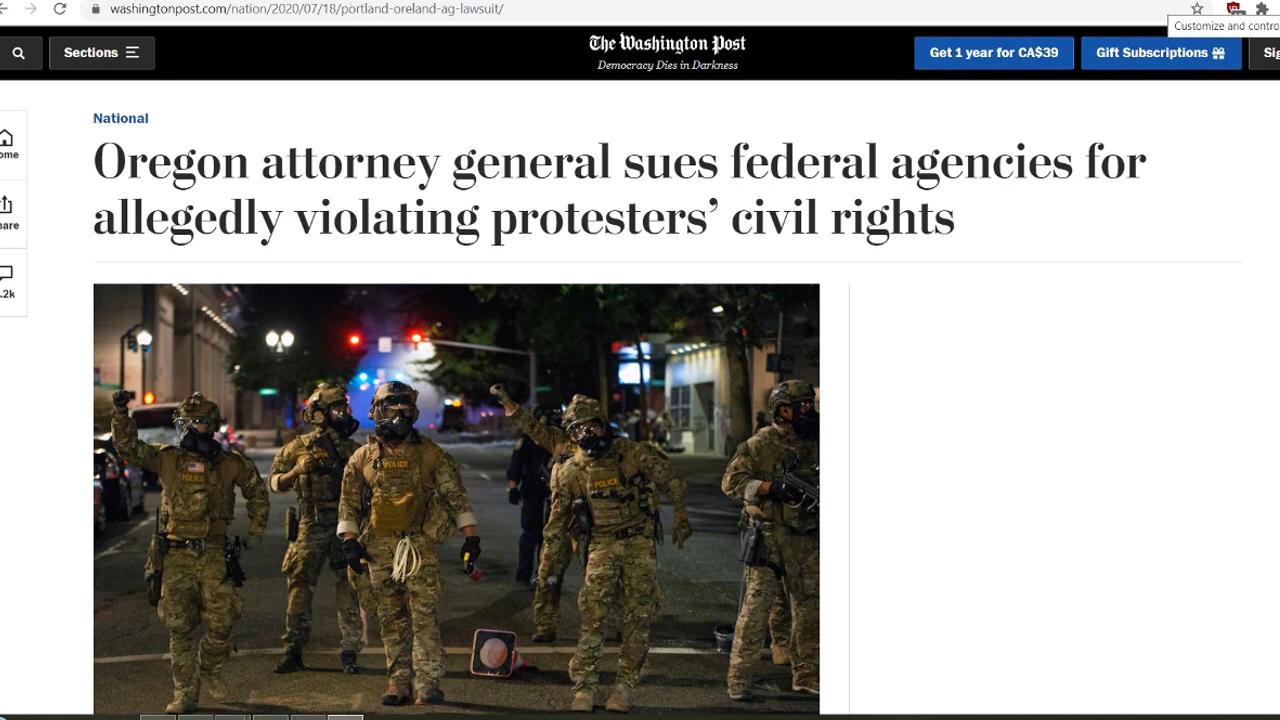 washingtonpost.com/nation/2020/07/18/portland-oreland-ag-lawsuit/
Customize and contro
Sections
The Washington Post
Democracy Dies in Darkness
Get 1 year for CA$39
Gift Subscriptions
Sig
ome
hare
.2k
National
Oregon attorney general sues federal agencies for
allegedly violating protesters’ civil rights
POLICE
POLICE
POLICE